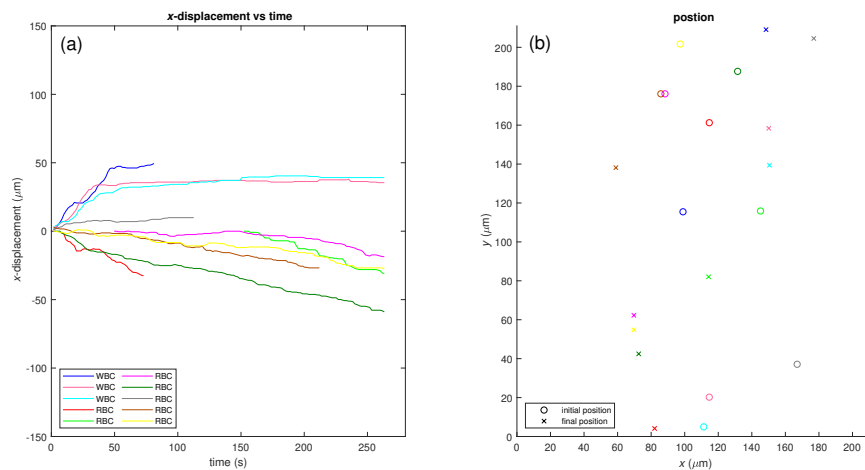 x-displacement vs time
(a)
150
100
50
0
-50
-100
-150
x-displacement (μm)
WBC RBC
WBC RBC
WBC RBC
RBC RBC
RBC RBC
0 50 100 150 200 250
time (s)
postion
(b)
200
180
160
140
120
100
80
60
40
20
0
y (μm)
initial position
final position
0 20 40 60 80 100 120 140 160 180 200
x (μm)